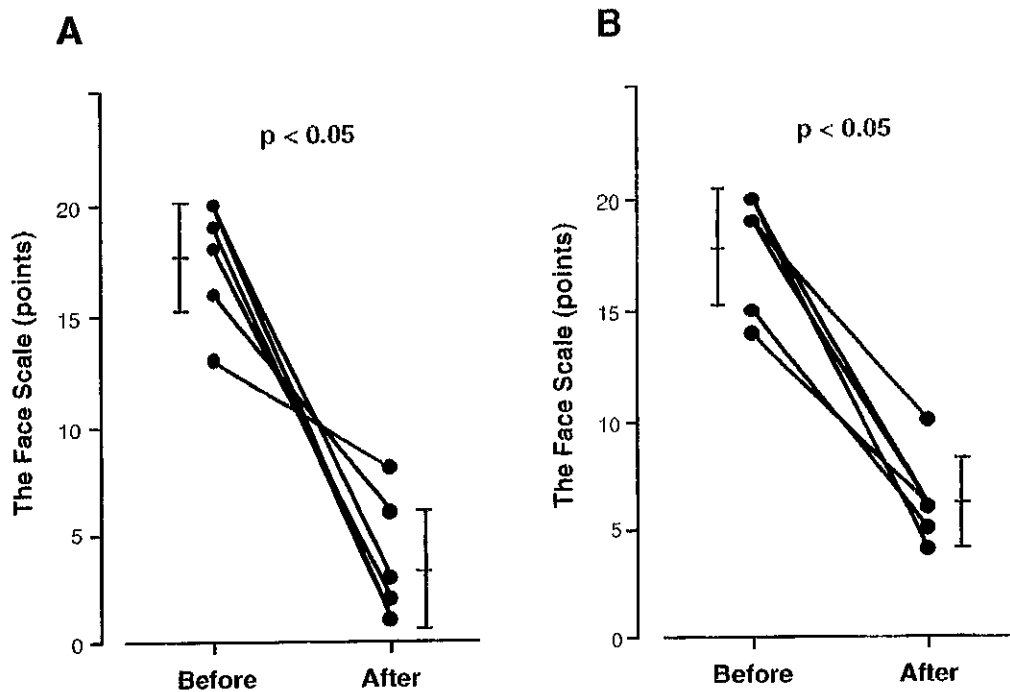 A
The Face Scale (points)
p < 0.05
20
15
10
5
0
Before After
B
The Face Scale (points)
p < 0.05
20
15
10
5
0
Before After